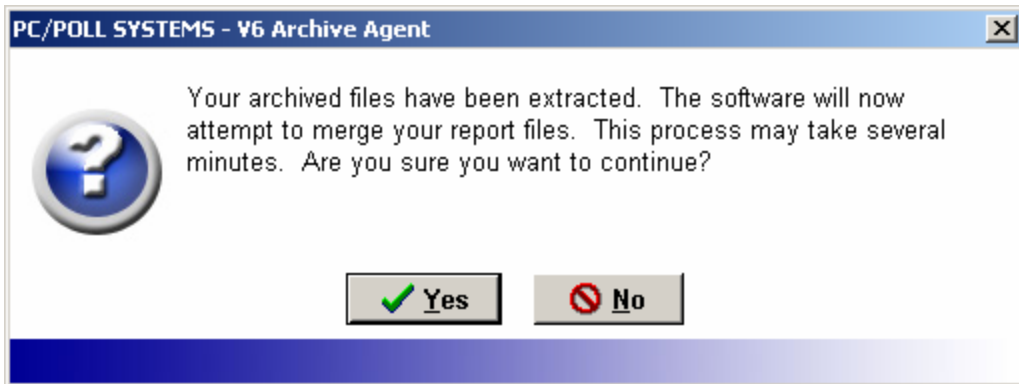 PC/POLL SYSTEMS - V6 Archive Agent
Your archived files have been extracted.  The software will now
attempt to merge your report files.  This process may take several
minutes.  Are you sure you want to continue?
Yes
No